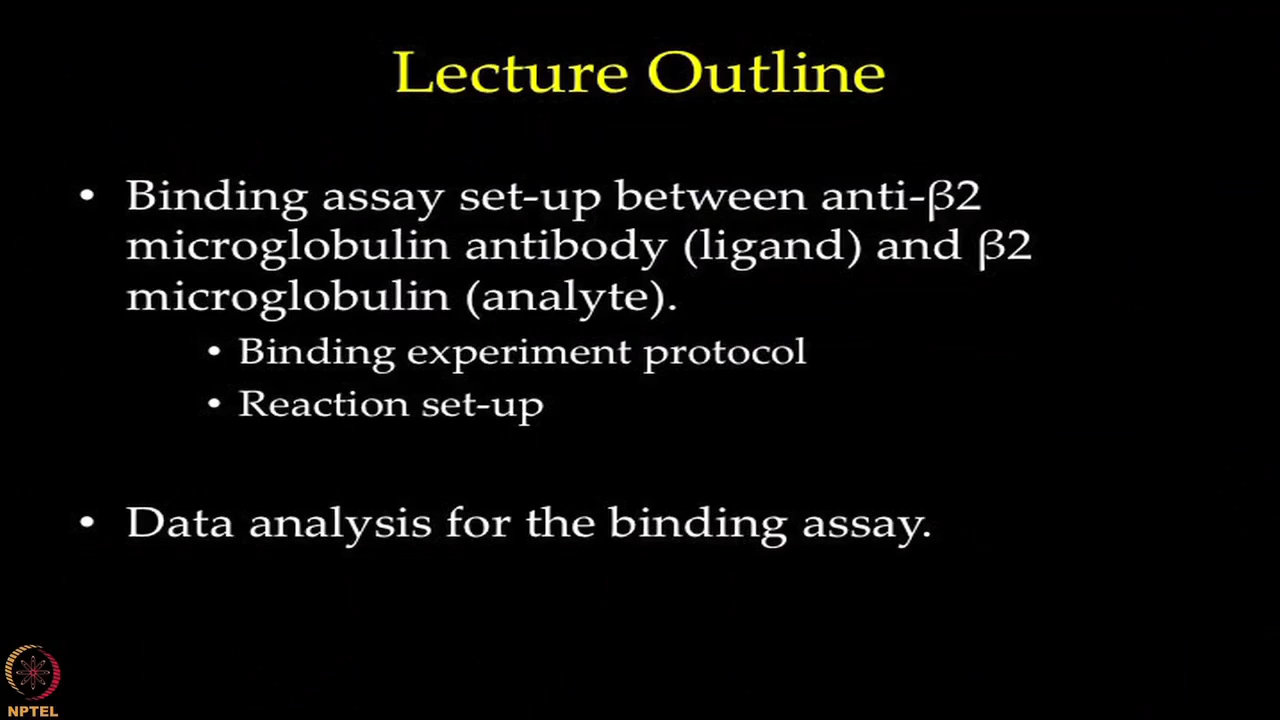 Lecture Outline
• Binding assay set-up between anti-β2
microglobulin antibody (ligand) and β2
microglobulin (analyte).
• Binding experiment protocol
• Reaction set-up
• Data analysis for the binding assay.
NPTEL